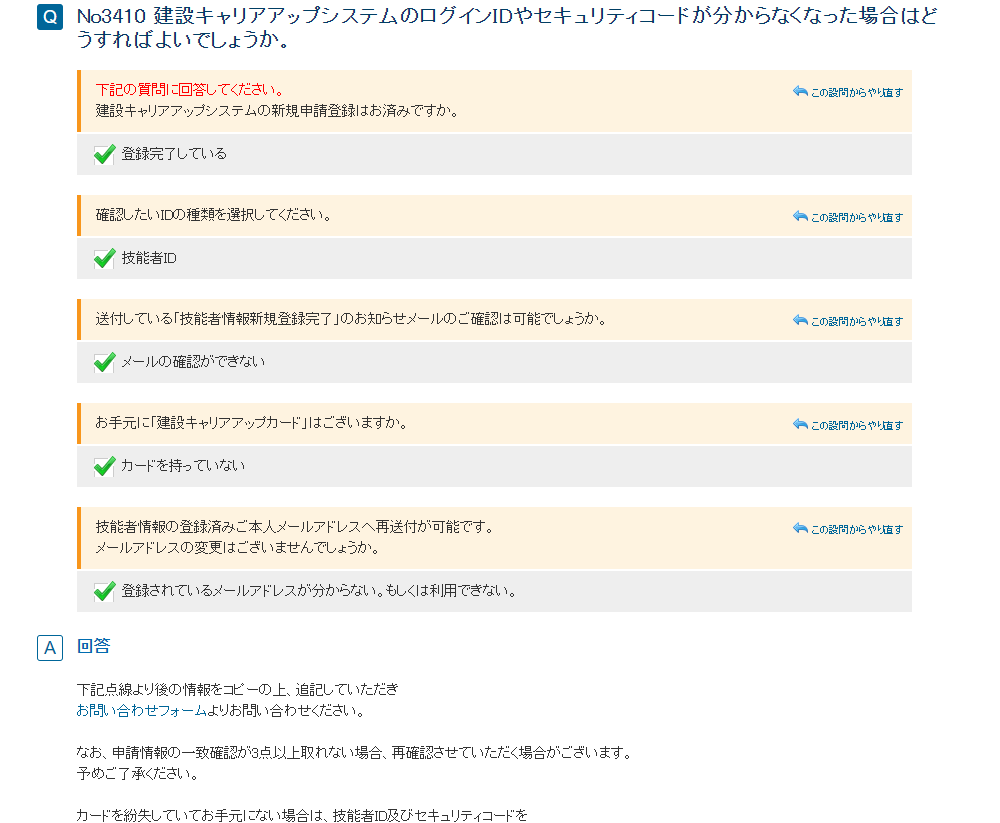 Q No3410 建設キャリアアップシステムのログインIDやセキュリティコードが分からなくなった場合はど
うすればよいでしょうか。
下記の質問に回答してください。 この設問からやり直す
建設キャリアアップシステムの新規申請登録はお済みですか。
登録完了している
確認したいIDの種類を選択してください。 この設問からやり直す
技能者ID
送付している「技能者情報新規登録完了」のお知らせメールのご確認は可能でしょうか。 この設問からやり直す
メールの確認ができない
お手元に「建設キャリアアップカード」はございますか。 この設問からやり直す
カードを持っていない
技能者情報の登録済みご本人メールアドレスへ再送付が可能です。 この設問からやり直す
メールアドレスの変更はございませんでしょうか。
登録されているメールアドレスが分からない。もしくは利用できない。
A 回答
下記点線より後の情報をコピーの上、追記していただき
お問い合わせフォームよりお問い合わせください。
なお、申請情報の一致確認が3点以上取れない場合、再確認させていただく場合がございます。
予めご了承ください。
カードを紛失していてお手元にない場合は、技能者ID及びセキュリティコードを